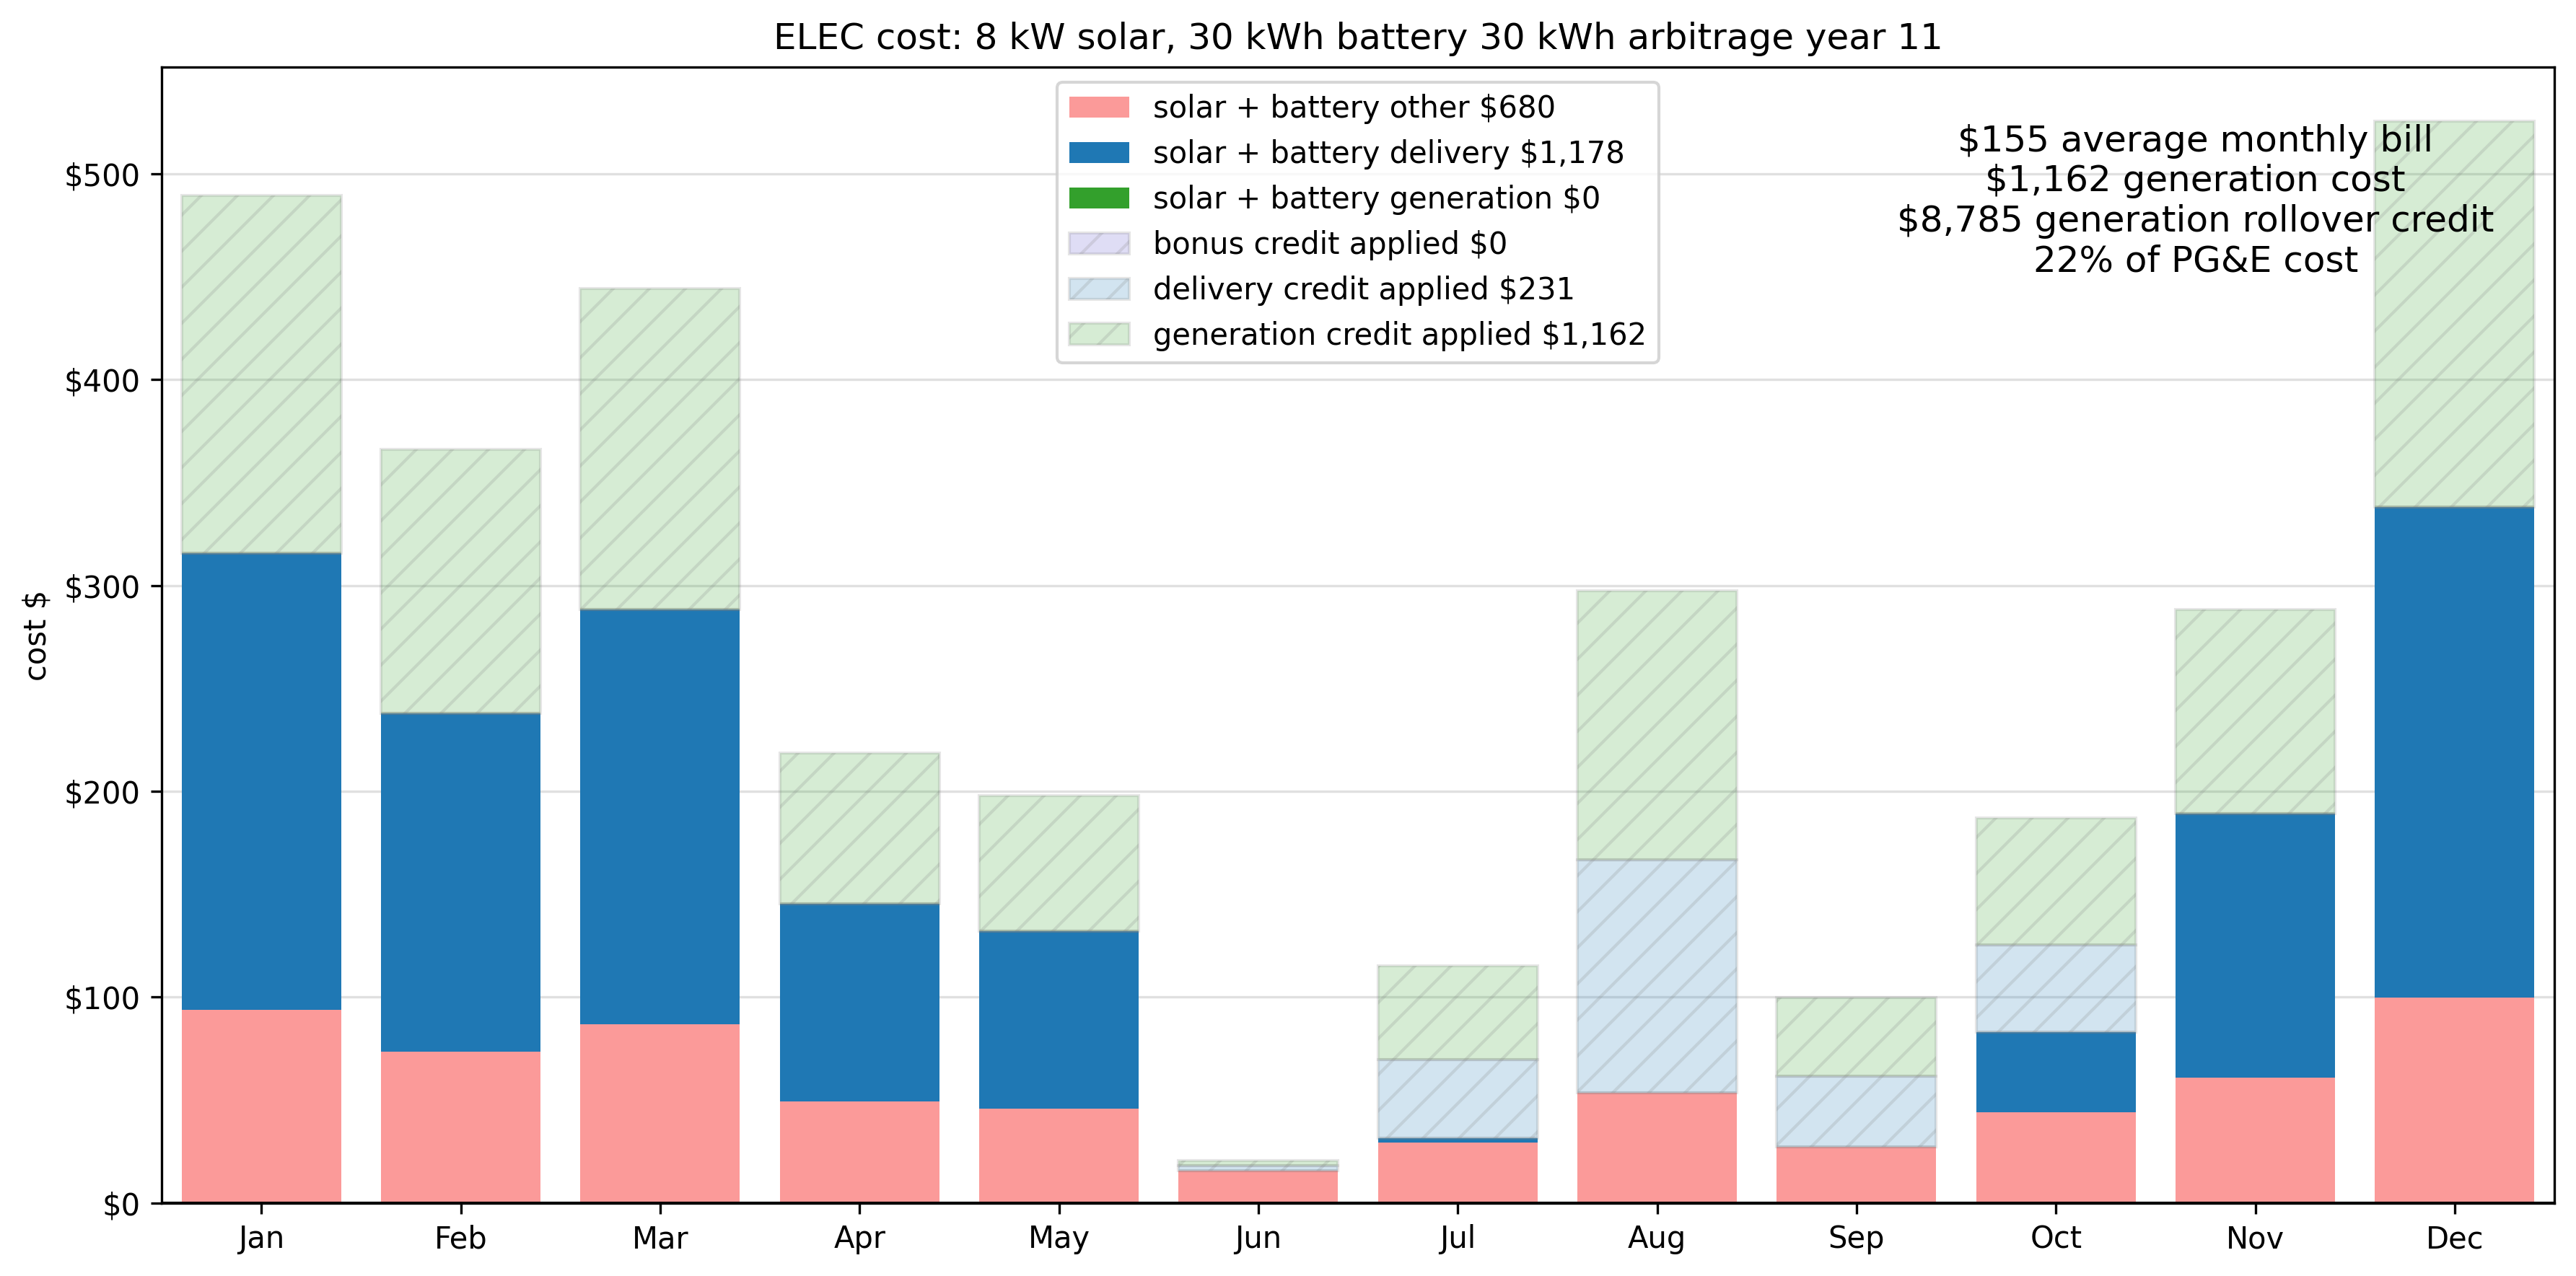 ELEC cost: 8 kW solar, 30 kWh battery 30 kWh arbitrage year 11
solar + battery other $680
solar + battery delivery $1,178
solar + battery generation $0
bonus credit applied $0
delivery credit applied $231
generation credit applied $1,162
$155 average monthly bill
$1,162 generation cost
$8,785 generation rollover credit
22% of PG&E cost
cost $
$500
$400
$300
$200
$100
$0
Jan Feb Mar Apr May Jun Jul Aug Sep Oct Nov Dec